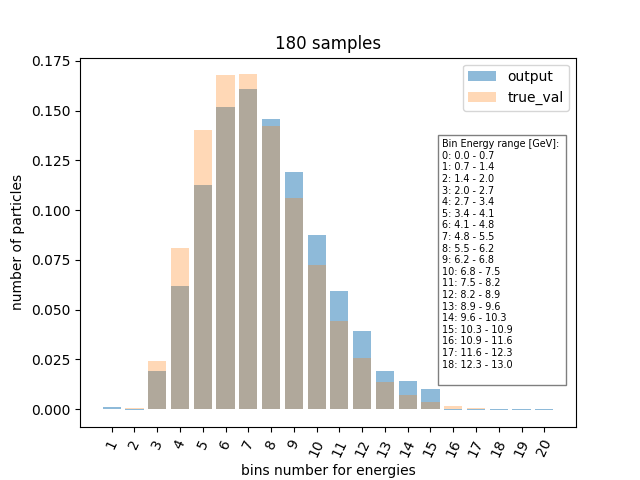 180 samples
output
true_val
number of particles
0.175
0.150
0.125
0.100
0.075
0.050
0.025
0.000
Bin Energy range [GeV]:
0: 0.0 - 0.7
1: 0.7 - 1.4
2: 1.4 - 2.0
3: 2.0 - 2.7
4: 2.7 - 3.4
5: 3.4 - 4.1
6: 4.1 - 4.8
7: 4.8 - 5.5
8: 5.5 - 6.2
9: 6.2 - 6.8
10: 6.8 - 7.5
11: 7.5 - 8.2
12: 8.2 - 8.9
13: 8.9 - 9.6
14: 9.6 - 10.3
15: 10.3 - 10.9
16: 10.9 - 11.6
17: 11.6 - 12.3
18: 12.3 - 13.0
1 2 3 4 5 6 7 8 9 10 11 12 13 14 15 16 17 18 19 20
bins number for energies